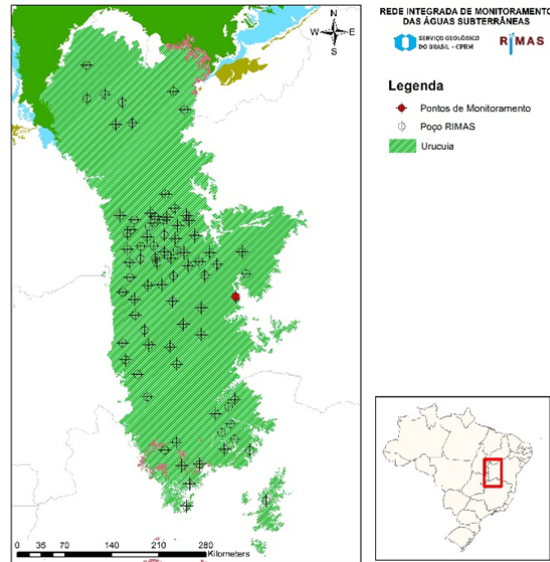 REDE INTEGRADA DE MONITORAMENTO
DAS ÁGUAS SUBTERRÂNEAS
SERVIÇO GEOLÓGICO
DO BRASIL – CPRM
RIMAS
N
W E
S
Legenda
Pontos de Monitoramento
Poço RIMAS
Urucuia
0 35 70 140 210 280
Kilometers